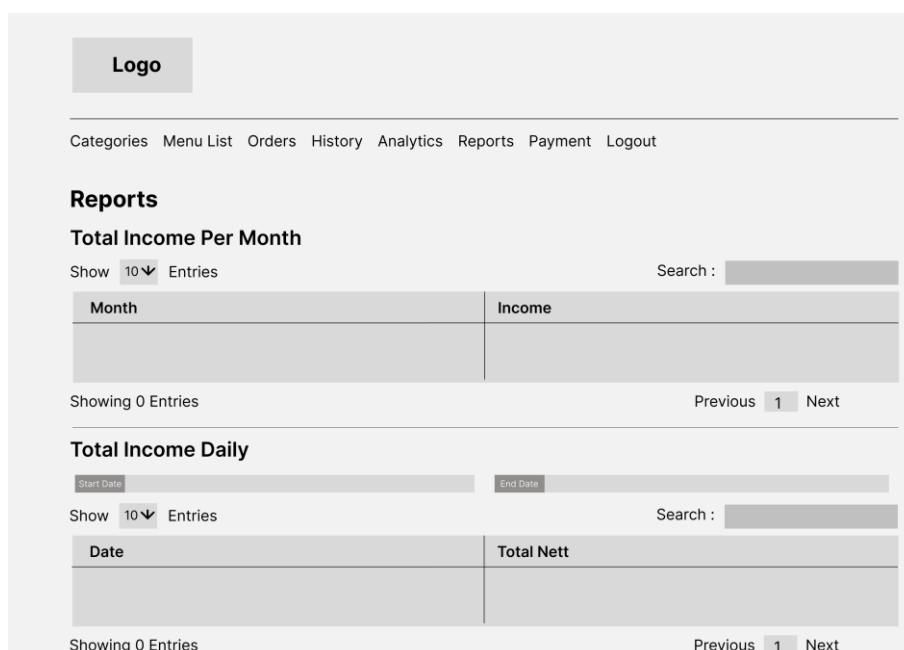 Logo
Categories Menu List Orders History Analytics Reports Payment Logout
Reports
Total Income Per Month
Show 10 Entries Search :
Month Income
Showing 0 Entries Previous 1 Next
Total Income Daily
Start Date End Date
Show 10 Entries Search :
Date Total Nett
Showing 0 Entries Previous 1 Next